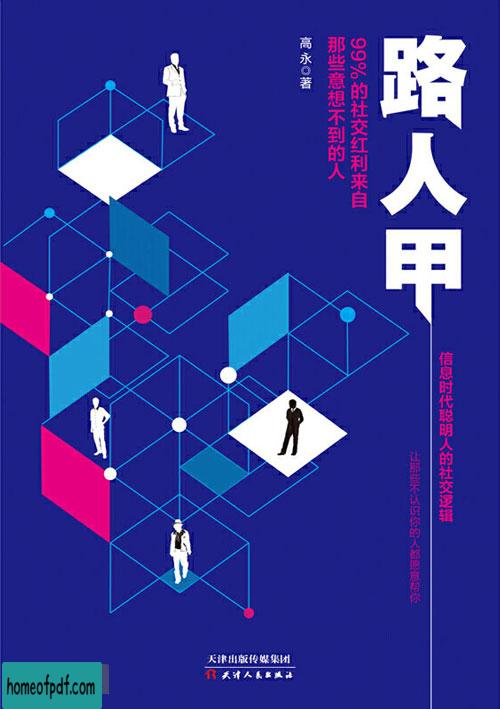 路人甲
高永◎著
99%的社交红利来自
那些意想不到的人
信息时代聪明人的社交逻辑
让那些不认识你的人都愿意帮你
天津出版传媒集团
天津人民出版社
homeofpdf.com